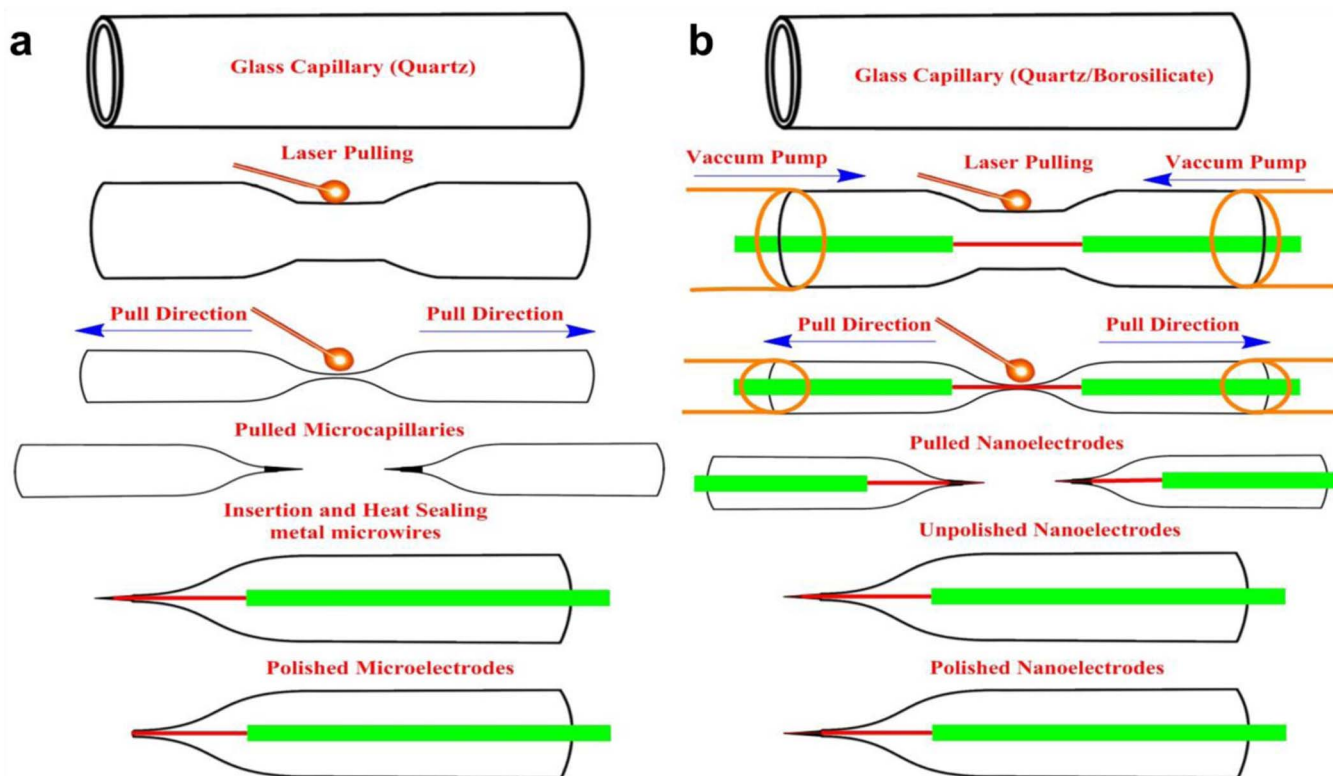 a
Glass Capillary (Quartz)
Laser Pulling
Pull Direction
Pull Direction
Pulled Microcapillaries
Insertion and Heat Sealing
metal microwires
Polished Microelectrodes
b
Glass Capillary (Quartz/Borosilicate)
Vaccum Pump
Laser Pulling
Vaccum Pump
Pull Direction
Pull Direction
Pulled Nanoelectrodes
Unpolished Nanoelectrodes
Polished Nanoelectrodes